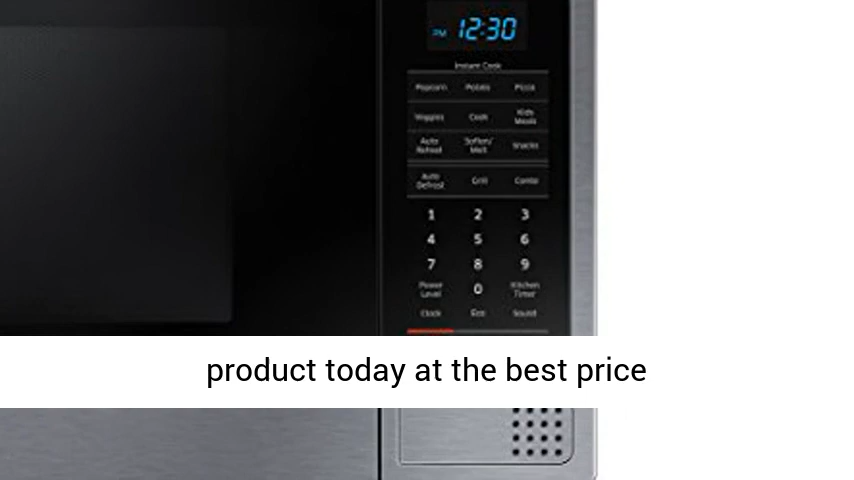 PM 12:30
Instant Cook
Popcorn Potato Pizza
Veggies Cook Kids Meals
Auto Reheat Soften/ Melt Snacks
Auto Defrost Grill Combi
1 2 3
4 5 6
7 8 9
Power Level 0 Kitchen Timer
Clock Eco Sound
product today at the best price